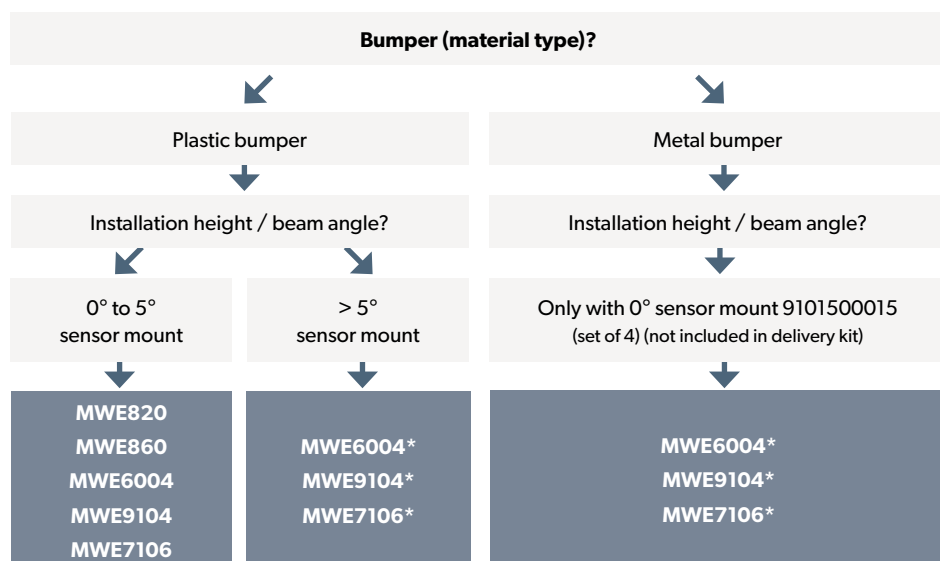 Bumper (material type)?
Plastic bumper
Metal bumper
Installation height / beam angle?
Installation height / beam angle?
0° to 5°
sensor mount
> 5°
sensor mount
Only with 0° sensor mount 9101500015
(set of 4) (not included in delivery kit)
MWE820
MWE860
MWE6004
MWE9104
MWE7106
MWE6004*
MWE9104*
MWE7106*
MWE6004*
MWE9104*
MWE7106*